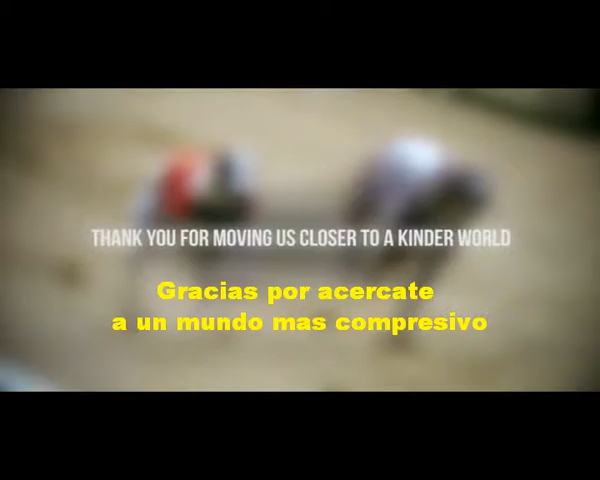 THANK YOU FOR MOVING US CLOSER TO A KINDER WORLD
Gracias por acercate
a un mundo mas compresivo